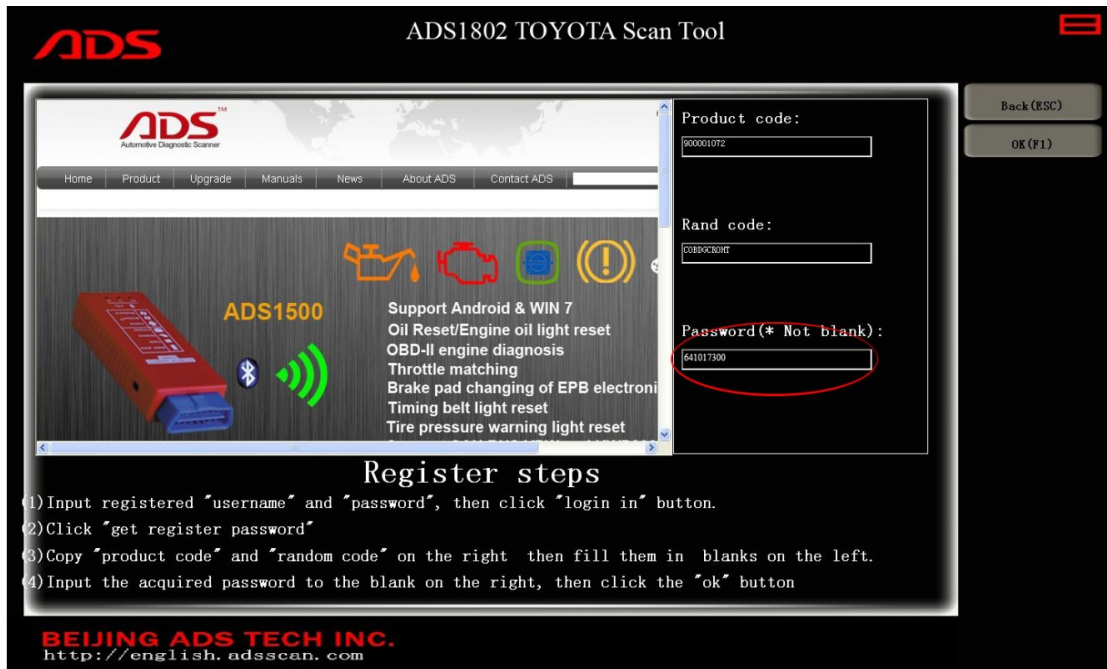 ADS
ADS1802 TOYOTA Scan Tool
ADS™
Automotive Diagnostic Scanner
Home Product Upgrade Manuals News About ADS Contact ADS
ADS1500
Support Android & WIN 7
Oil Reset/Engine oil light reset
OBD-II engine diagnosis
Throttle matching
Brake pad changing of EPB electroni
Timing belt light reset
Tire pressure warning light reset
Product code:
900001072
Rand code:
Password(* Not blank):
641017300
Back(ESC)
OK(F1)
Register steps
(1)Input registered "username" and "password", then click "login in" button.
(2)Click "get register password"
(3)Copy "product code" and "random code" on the right then fill them in blanks on the left.
(4)Input the acquired password to the blank on the right, then click the "ok" button
BEIJING ADS TECH INC.
http://english.adsscan.com